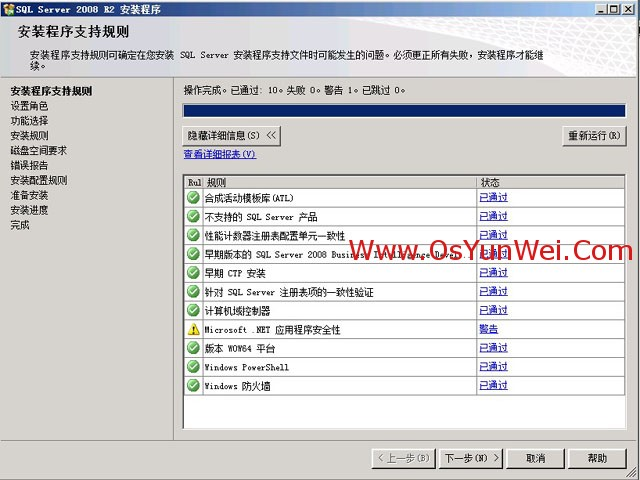 SQL Server 2008 R2 安装程序
安装程序支持规则
安装程序支持规则可确定在您安装 SQL Server 安装程序支持文件时可能发生的问题。必须更正所有失败，安装程序才能继
续。
安装程序支持规则
设置角色
功能选择
安装规则
磁盘空间要求
错误报告
安装配置规则
准备安装
安装进度
完成
操作完成。已通过: 10。失败 0。警告 1。已跳过 0。
隐藏详细信息(S) <<
重新运行(R)
查看详细报表(V)
Rul 规则 状态
合成活动模板库(ATL) 已通过
不支持的 SQL Server 产品 已通过
性能计数器注册表配置单元一致性 已通过
早期版本的 SQL Server 2008 Business Intelligence Devel... 已通过
Www.OsYunWei.Com
早期 CTP 安装 已通过
针对 SQL Server 注册表项的一致性验证 已通过
计算机域控制器 已通过
Microsoft .NET 应用程序安全性 警告
版本 WOW64 平台 已通过
Windows PowerShell 已通过
Windows 防火墙 已通过
< 上一步(B) 下一步(N) > 取消 帮助